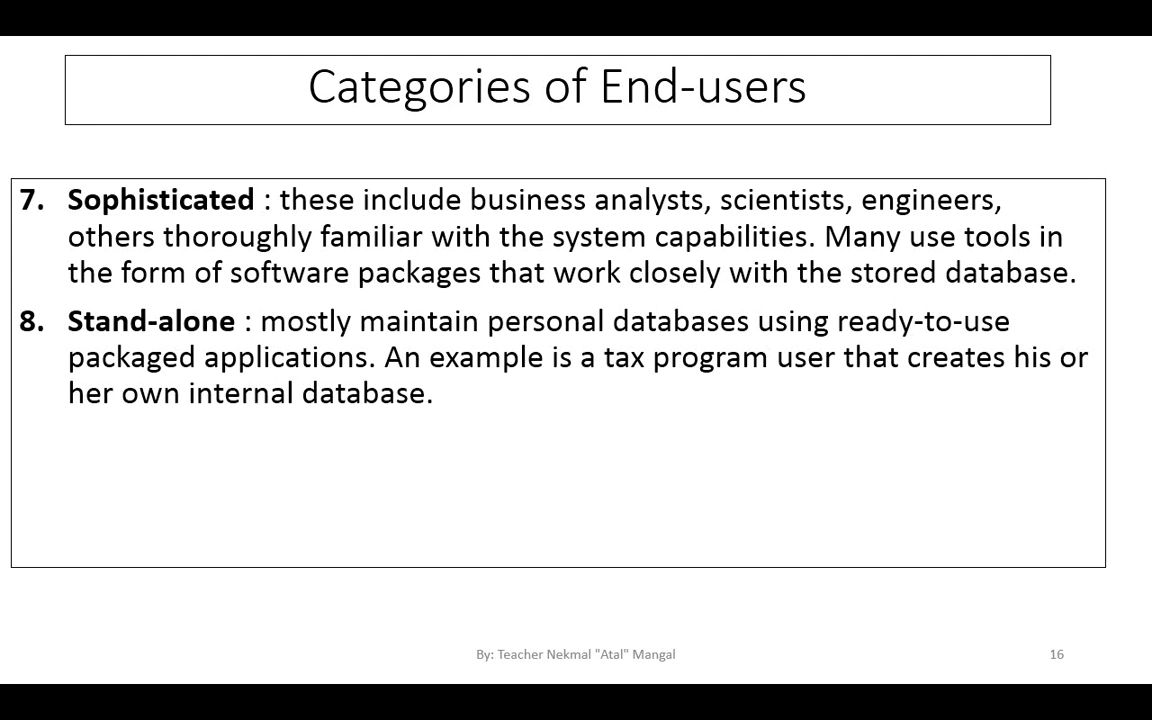 Categories of End-users
7. Sophisticated : these include business analysts, scientists, engineers,
others thoroughly familiar with the system capabilities. Many use tools in
the form of software packages that work closely with the stored database.
8. Stand-alone : mostly maintain personal databases using ready-to-use
packaged applications. An example is a tax program user that creates his or
her own internal database.
By: Teacher Nekmal "Atal" Mangal
16